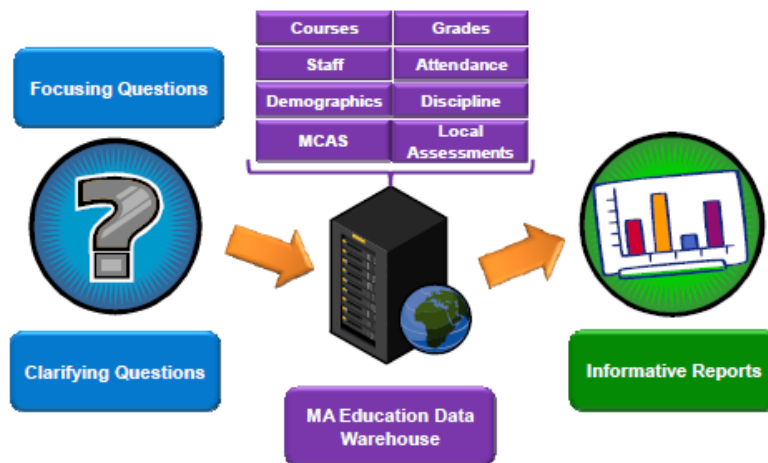 Focusing Questions
Clarifying Questions
Courses
Grades
Staff
Attendance
Demographics
Discipline
MCAS
Local
Assessments
MA Education Data
Warehouse
Informative Reports